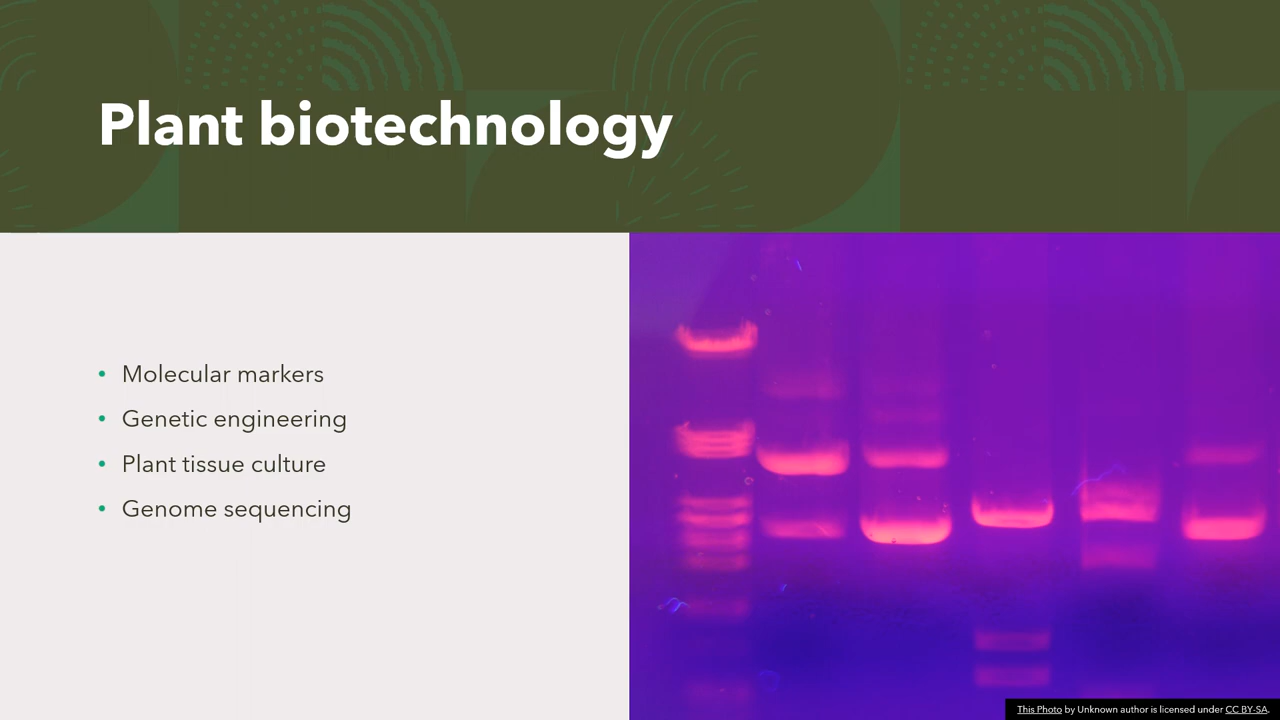 Plant biotechnology
• Molecular markers
• Genetic engineering
• Plant tissue culture
• Genome sequencing
This Photo by Unknown author is licensed under CC BY-SA.